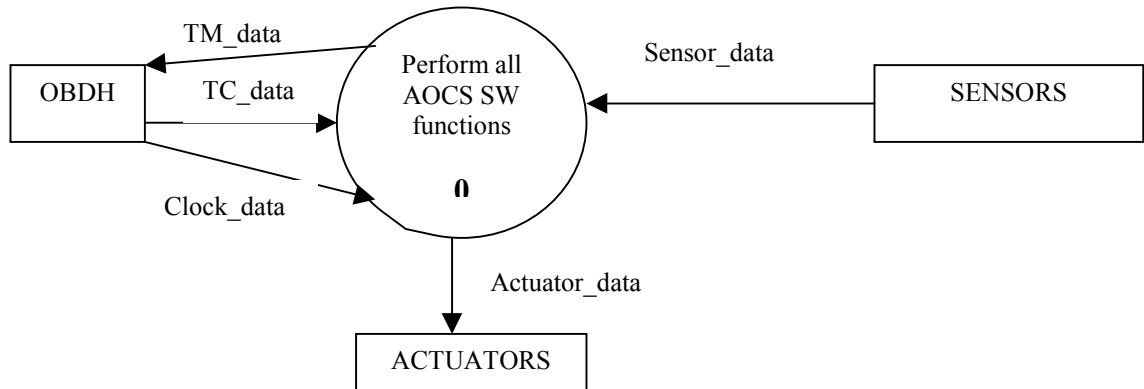 TM_data
OBDH
TC_data
Clock_data
Perform all
AOCS SW
functions
0
Sensor_data
SENSORS
Actuator_data
ACTUATORS